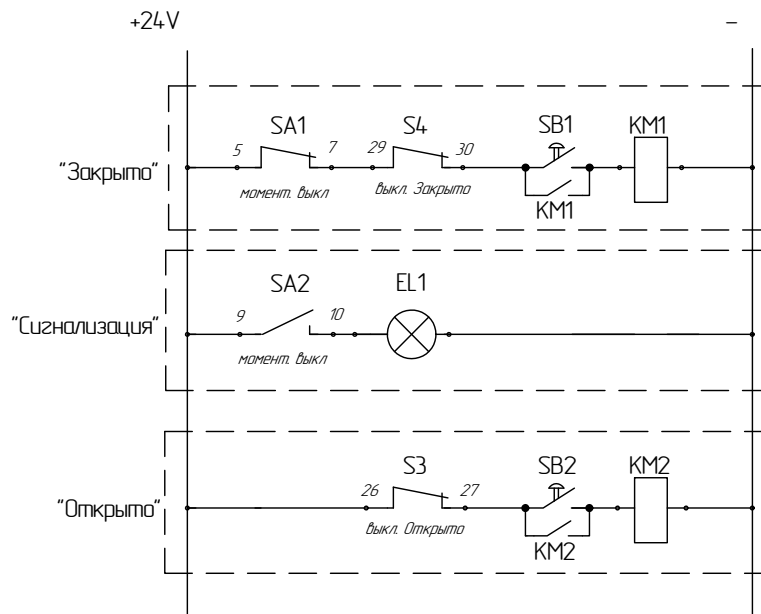 +24V –
SA1 S4 SB1 KM1
5 7 29 30
"Закрыто"
момент. выкл выкл. Закрыто
KM1
SA2 EL1
9 10
"Сигнализация"
момент. выкл
S3 SB2 KM2
26 27
"Открыто"
выкл. Открыто
KM2